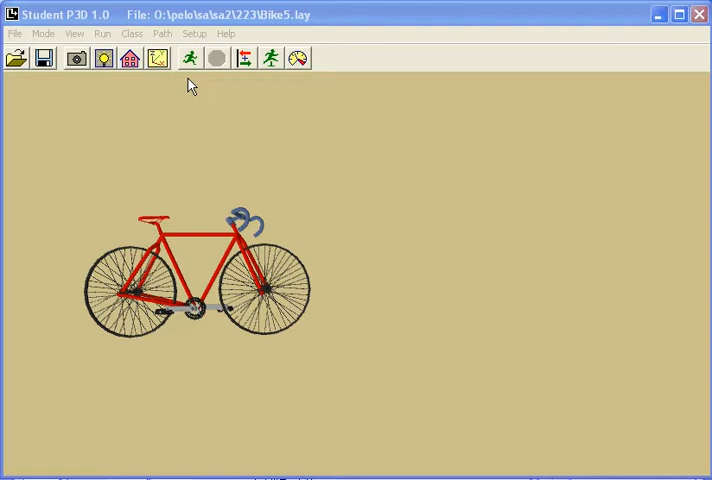 Student P3D 1.0 File: O:\pelo\sa\sa2\223\Bike5.lay
File Mode View Run Class Path Setup Help